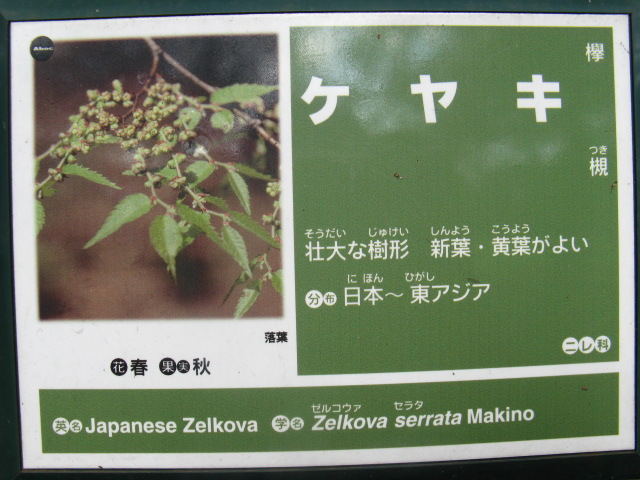 Aboc
欅
ケヤキ
つき
槻
そうだい じゅけい しんよう こうよう
壮大な樹形 新葉・黄葉がよい
に ほん ひがし
分布 日本～東アジア
ニレ科
落葉
花 春 果実 秋
ゼルコウァ セラタ
英名 Japanese Zelkova 学名 Zelkova serrata Makino